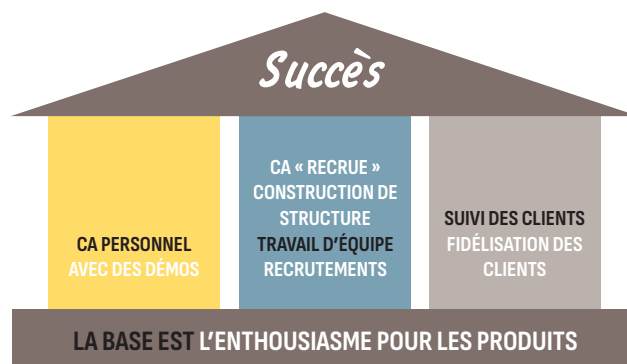 Succès
CA PERSONNEL
AVEC DES DÉMOS
CA « RECRUE »
CONSTRUCTION DE
STRUCTURE
TRAVAIL D'ÉQUIPE
RECRUTEMENTS
SUIVI DES CLIENTS
FIDÉLISATION DES
CLIENTS
LA BASE EST L'ENTHOUSIASME POUR LES PRODUITS